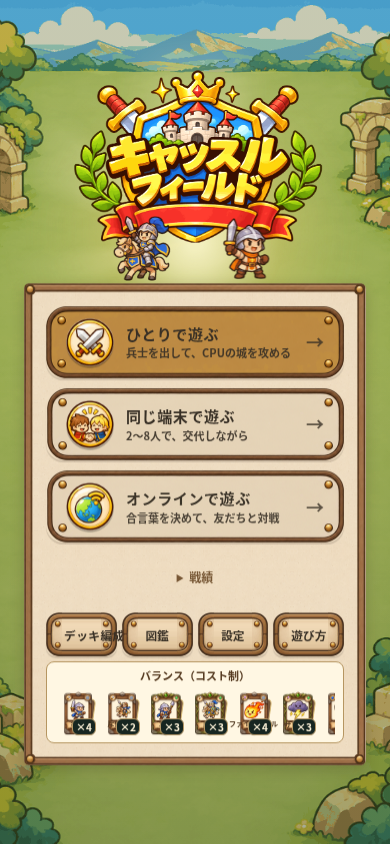 キャッスル
フィールド
ひとりで遊ぶ
兵士を出して、CPUの城を攻める
→
同じ端末で遊ぶ
2〜8人で、交代しながら
→
オンラインで遊ぶ
合言葉を決めて、友だちと対戦
→
▶ 戦績
デッキ編成 図鑑 設定 遊び方
バランス（コスト制）
×4 ×2 ×3 ×3 ×4 ×3